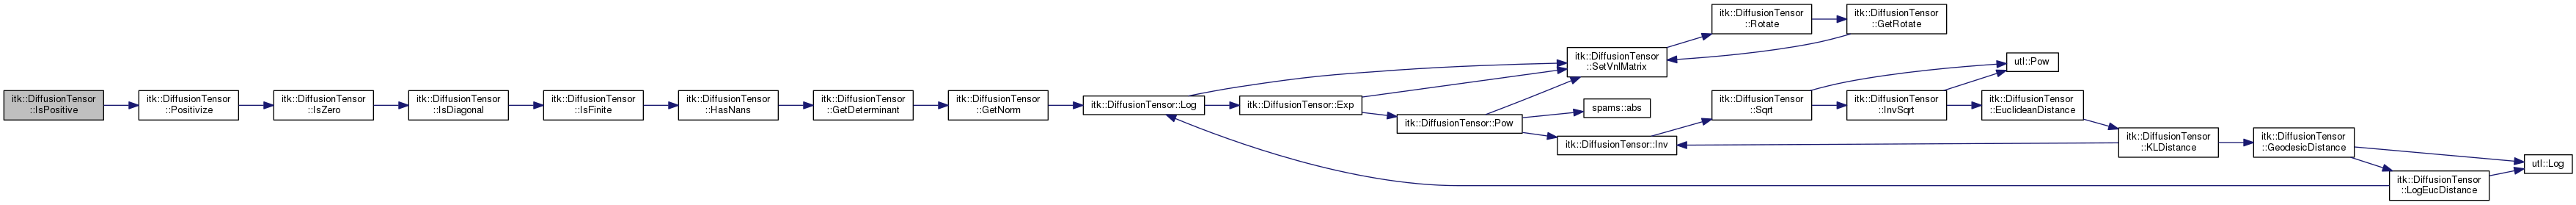 itk::DiffusionTensor
::IsPositive
itk::DiffusionTensor
::Positivize
itk::DiffusionTensor
::IsZero
itk::DiffusionTensor
::IsDiagonal
itk::DiffusionTensor
::IsFinite
itk::DiffusionTensor
::HasNans
itk::DiffusionTensor
::GetDeterminant
itk::DiffusionTensor
::GetNorm
itk::DiffusionTensor::Log
itk::DiffusionTensor::Exp
itk::DiffusionTensor::Pow
itk::DiffusionTensor
::SetVnlMatrix
spams::abs
itk::DiffusionTensor::Inv
itk::DiffusionTensor
::Rotate
itk::DiffusionTensor
::GetRotate
itk::DiffusionTensor
::Sqrt
itk::DiffusionTensor
::InvSqrt
utl::Pow
itk::DiffusionTensor
::EuclideanDistance
itk::DiffusionTensor
::KLDistance
itk::DiffusionTensor
::GeodesicDistance
itk::DiffusionTensor
::LogEucDistance
utl::Log